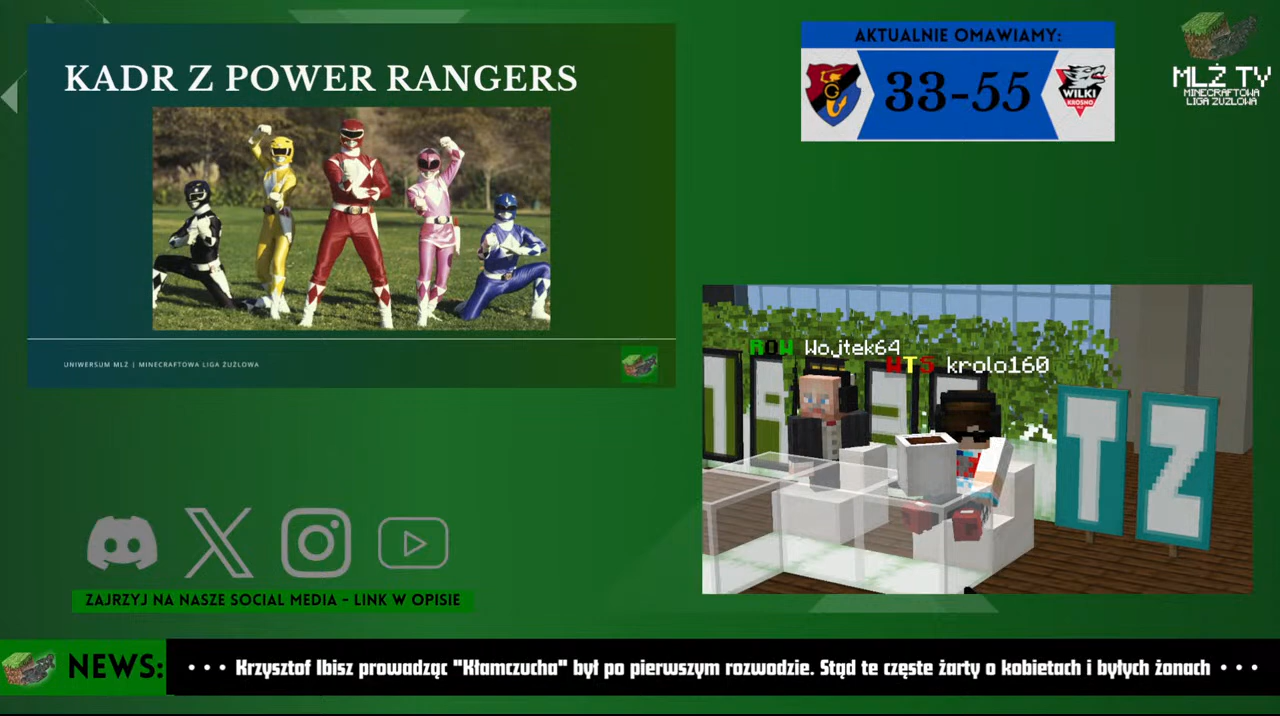 KADR Z POWER RANGERS
UNIWERSUM MLŻ | MINECRAFTOWA LIGA ŻUŻLOWA
AKTUALNIE OMAWIAMY:
G
33-55
WILKI
KROSNO
MLŻ TV
MINECRAFTOWA
LIGA ŻUŻLOWA
ROW Wojtek64
WTS krolo160
T Z
ZAJRZYJ NA NASZE SOCIAL MEDIA - LINK W OPISIE
NEWS:
• • • Krzysztof Ibisz prowadząc "Kłamczucha" był po pierwszym rozwodzie. Stąd te częste żarty o kobietach i byłych żonach • • •